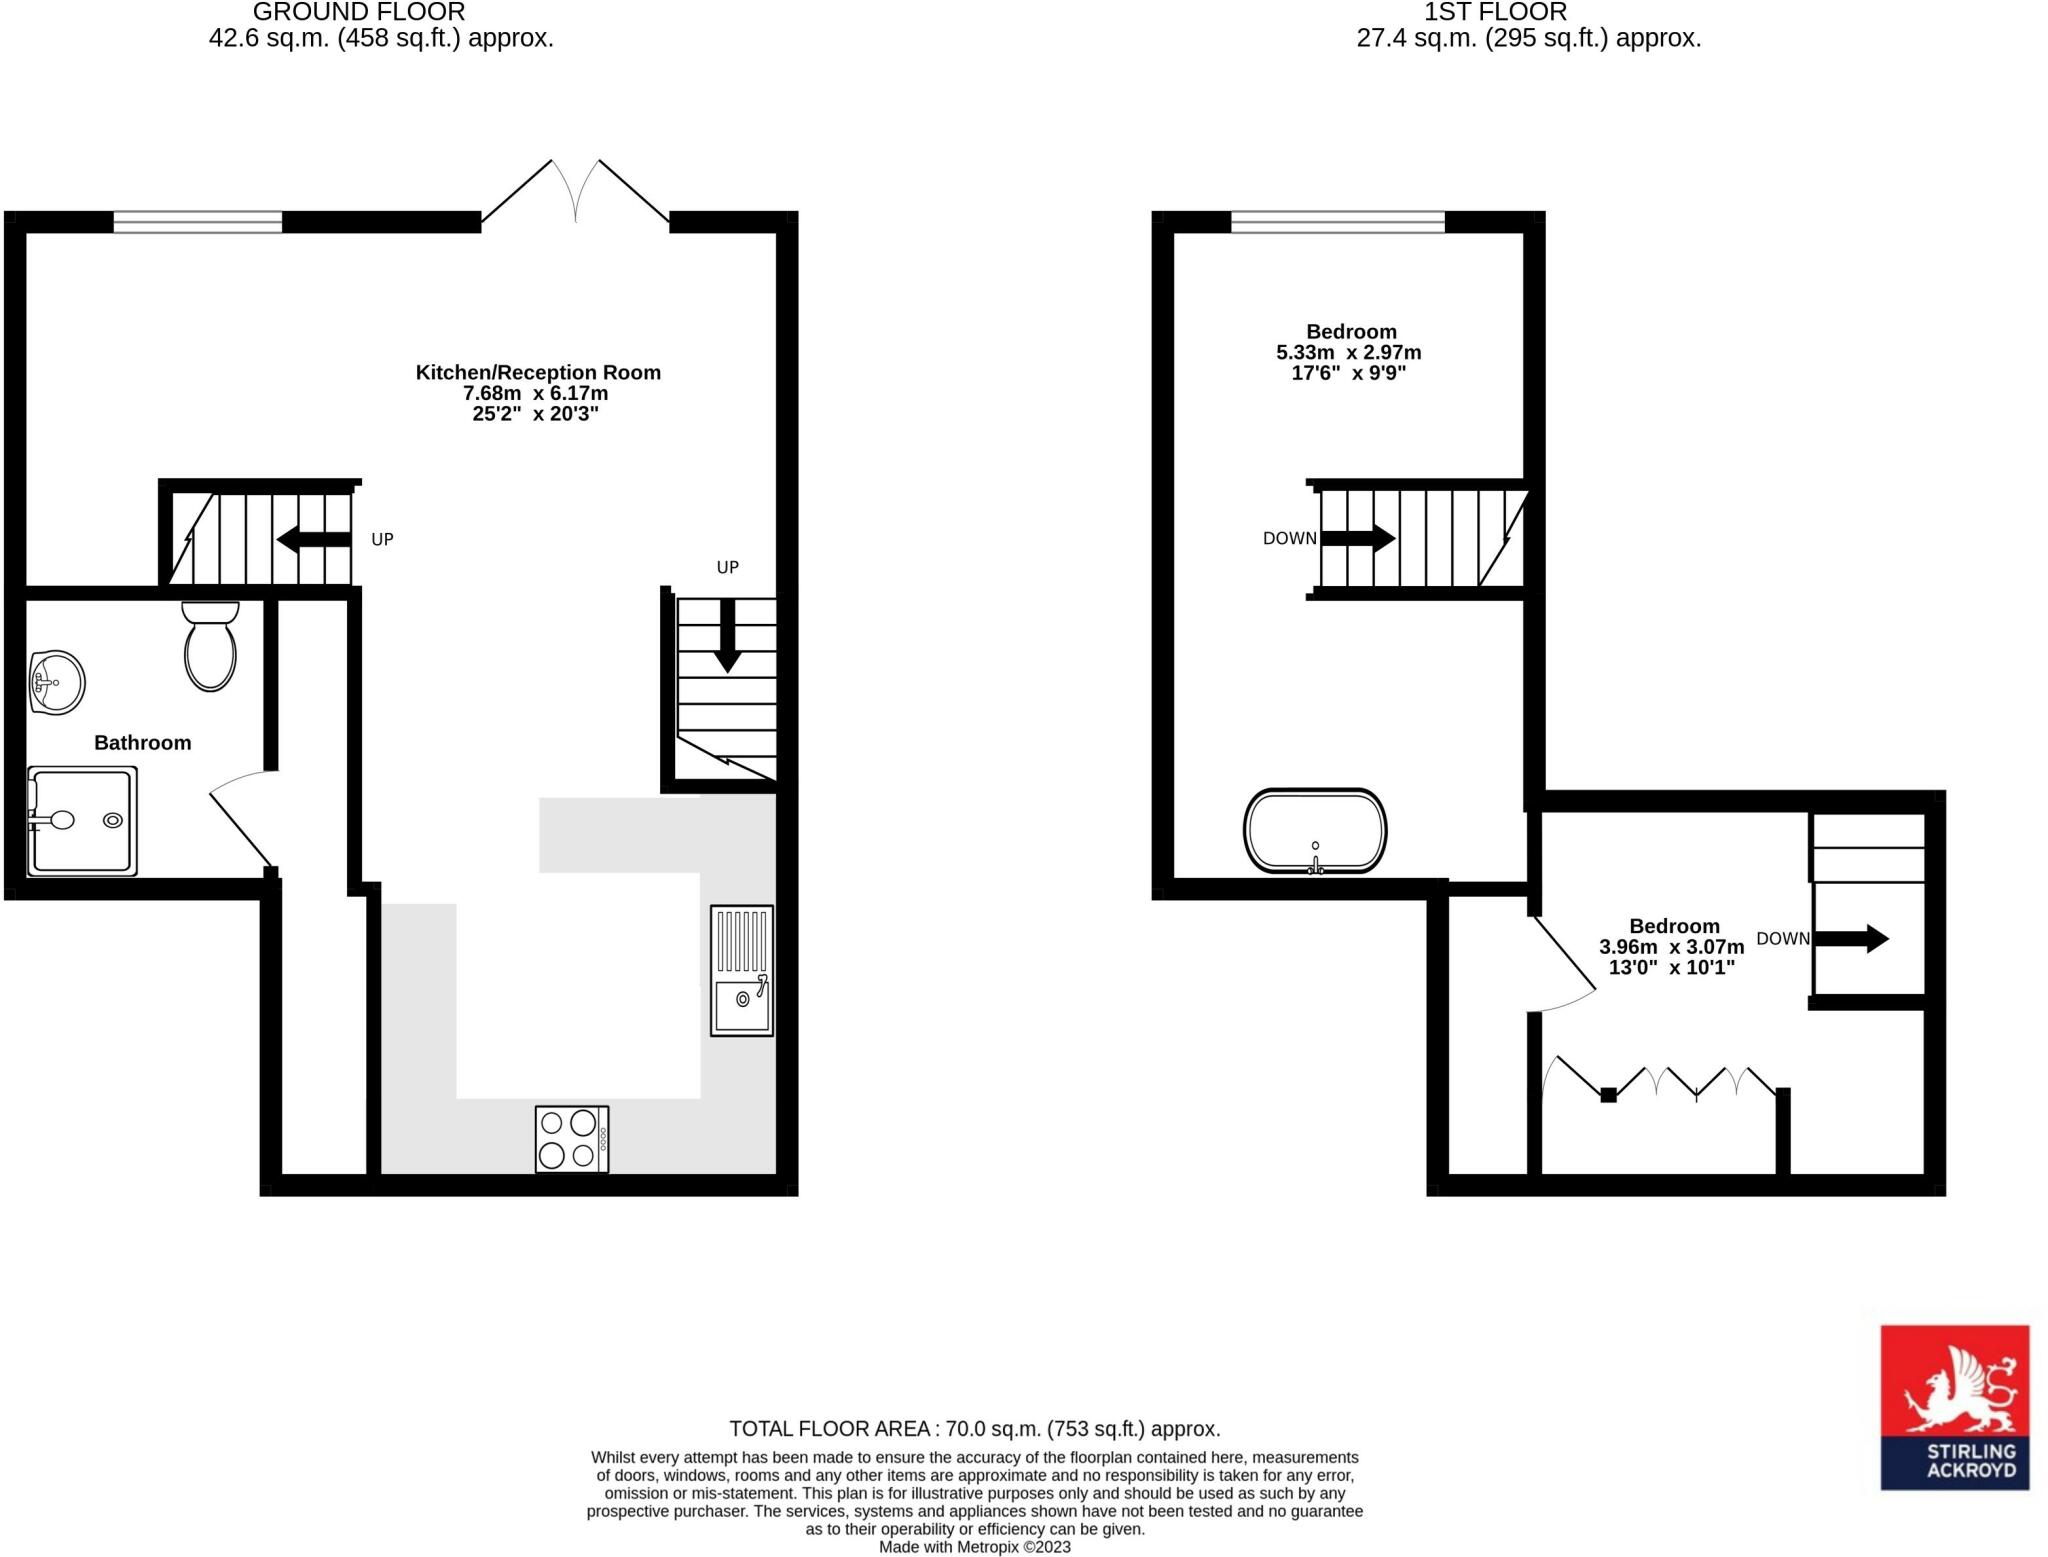 GROUND FLOOR
42.6 sq.m. (458 sq.ft.) approx.
1ST FLOOR
27.4 sq.m. (295 sq.ft.) approx.
Kitchen/Reception Room
7.68m x 6.17m
25'2" x 20'3"
UP
UP
Bathroom
Bedroom
5.33m x 2.97m
17'6" x 9'9"
DOWN
Bedroom
3.96m x 3.07m
13'0" x 10'1"
DOWN
TOTAL FLOOR AREA : 70.0 sq.m. (753 sq.ft.) approx.
Whilst every attempt has been made to ensure the accuracy of the floorplan contained here, measurements
of doors, windows, rooms and any other items are approximate and no responsibility is taken for any error,
omission or mis-statement. This plan is for illustrative purposes only and should be used as such by any
prospective purchaser. The services, systems and appliances shown have not been tested and no guarantee
as to their operability or efficiency can be given.
Made with Metropix ©2023
STIRLING
ACKROYD